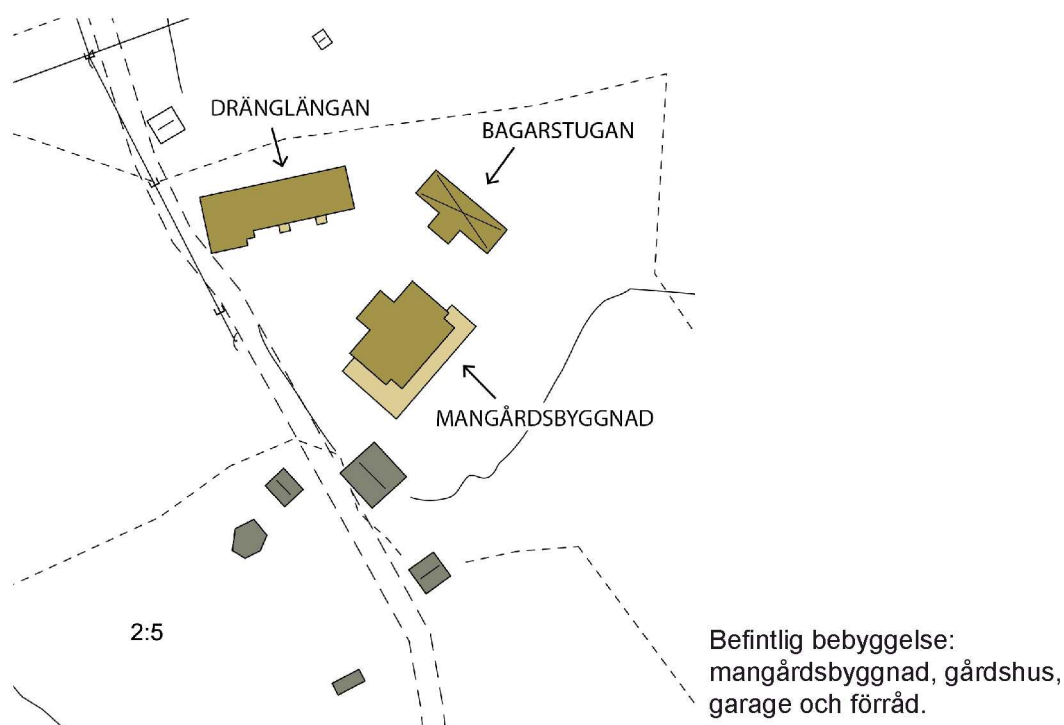 DRÄNGLÄNGAN
BAGARSTUGAN
MANGÅRDSBYGGNAD
2:5
Befintlig bebyggelse:
mangårdsbyggnad, gårdshus,
garage och förråd.